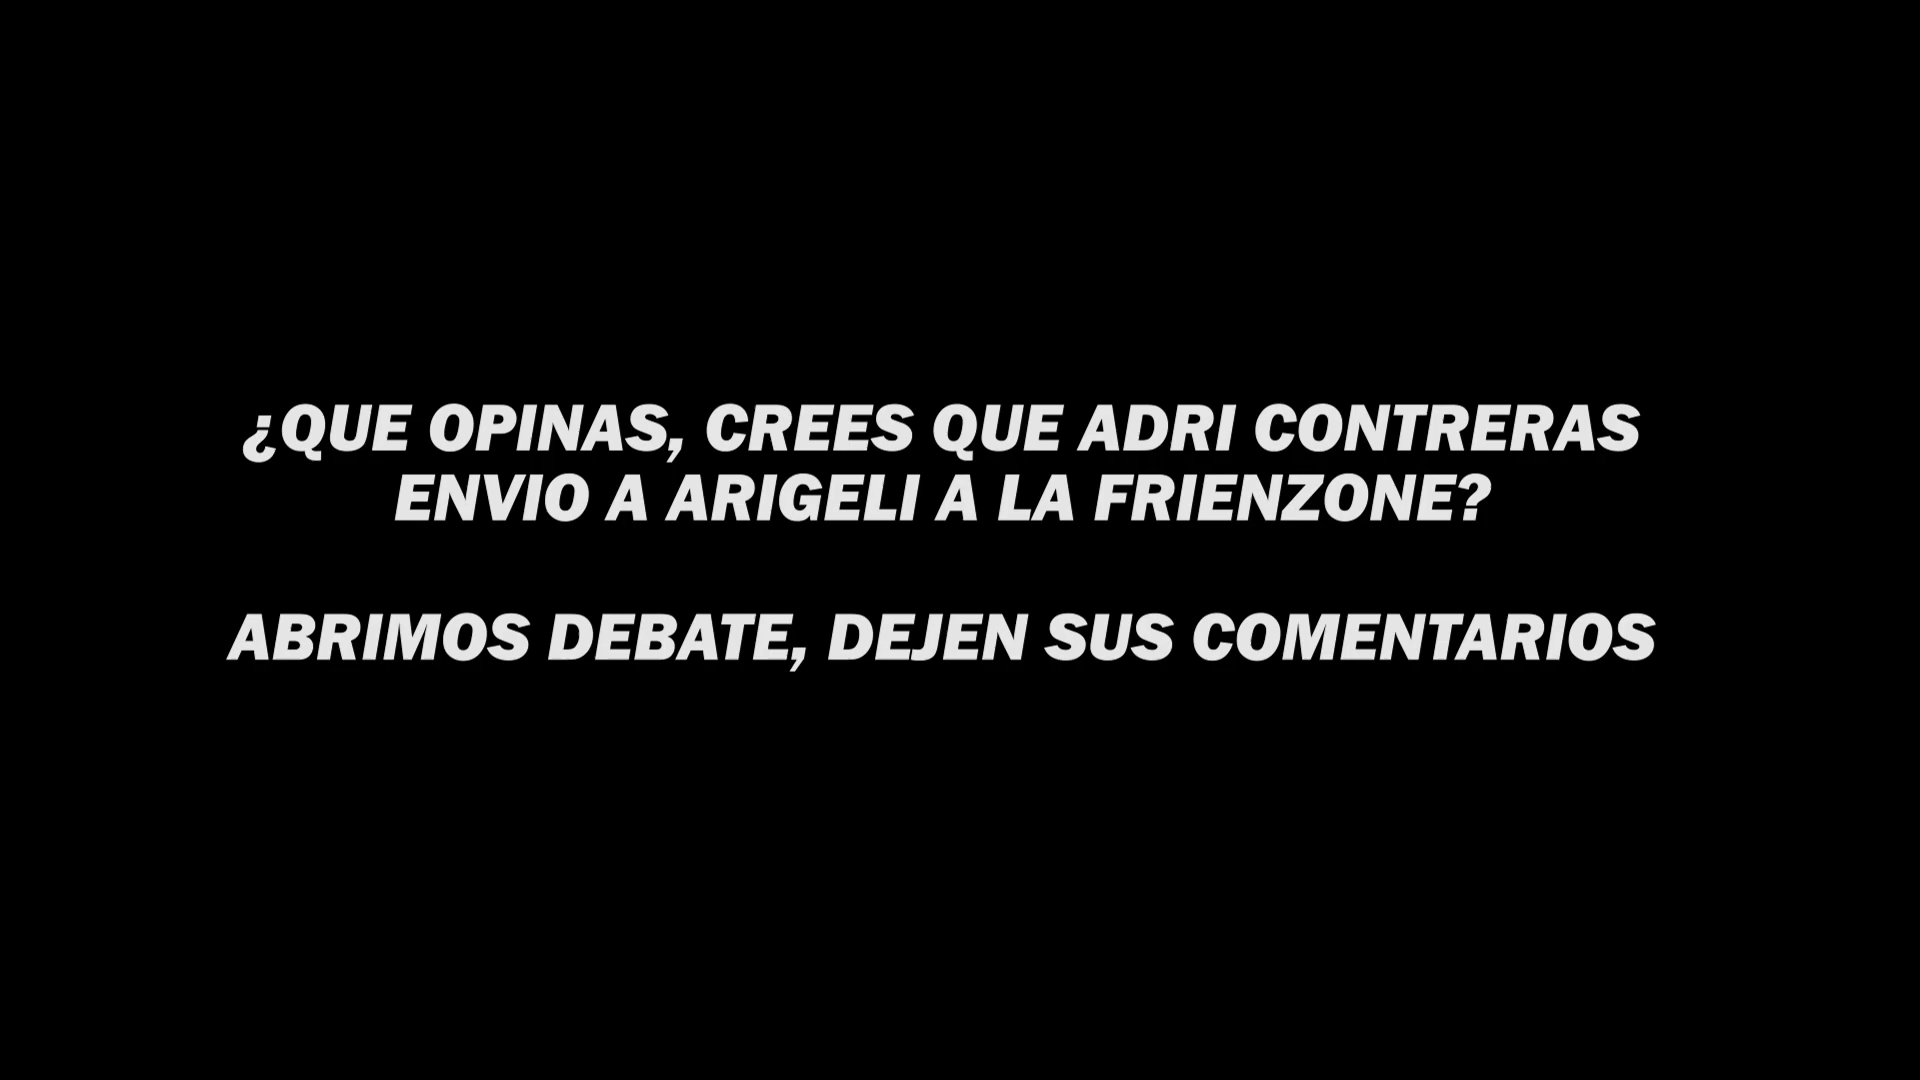 ¿QUE OPINAS, CREES QUE ADRI CONTRERAS
ENVIO A ARIGELI A LA FRIENZONE?
ABRIMOS DEBATE, DEJEN SUS COMENTARIOS